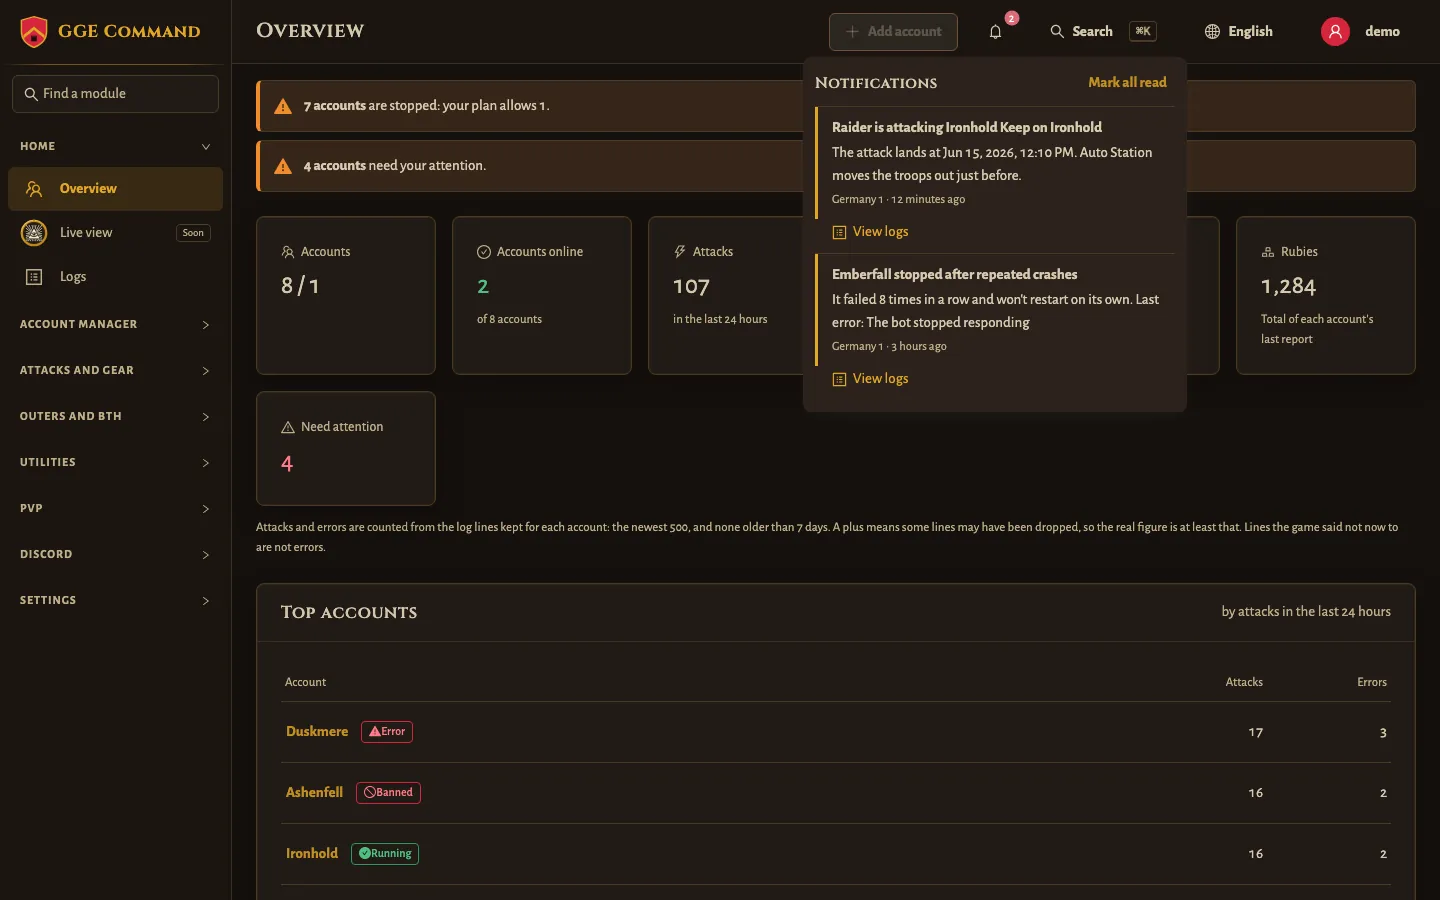 GGE Command
Find a module
HOME
Overview
Live view
Soon
Logs
ACCOUNT MANAGER
ATTACKS AND GEAR
OUTERS AND BTH
UTILITIES
PVP
DISCORD
SETTINGS
Overview
Add account
2
Search
⌘K
English
demo
7 accounts are stopped: your plan allows 1.
4 accounts need your attention.
Notifications
Mark all read
Raider is attacking Ironhold Keep on Ironhold
The attack lands at Jun 15, 2026, 12:10 PM. Auto Station
moves the troops out just before.
Germany 1 · 12 minutes ago
View logs
Emberfall stopped after repeated crashes
It failed 8 times in a row and won't restart on its own. Last
error: The bot stopped responding
Germany 1 · 3 hours ago
View logs
Accounts
8 / 1
Accounts online
2
of 8 accounts
Attacks
107
in the last 24 hours
Rubies
1,284
Total of each account's
last report
Need attention
4
Attacks and errors are counted from the log lines kept for each account: the newest 500, and none older than 7 days. A plus means some lines may have been dropped, so the real figure is at least that. Lines the game said not now to
are not errors.
Top accounts
by attacks in the last 24 hours
Account
Attacks
Errors
Duskmere
Error
17
3
Ashenfell
Banned
16
2
Ironhold
Running
16
2